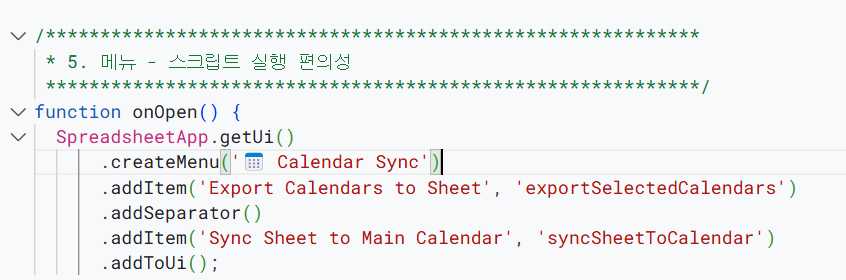 /************************************************************
* 5. 메뉴 - 스크립트 실행 편의성
************************************************************/
function onOpen() {
SpreadsheetApp.getUi()
.createMenu('🗓️ Calendar Sync')
.addItem('Export Calendars to Sheet', 'exportSelectedCalendars')
.addSeparator()
.addItem('Sync Sheet to Main Calendar', 'syncSheetToCalendar')
.addToUi();